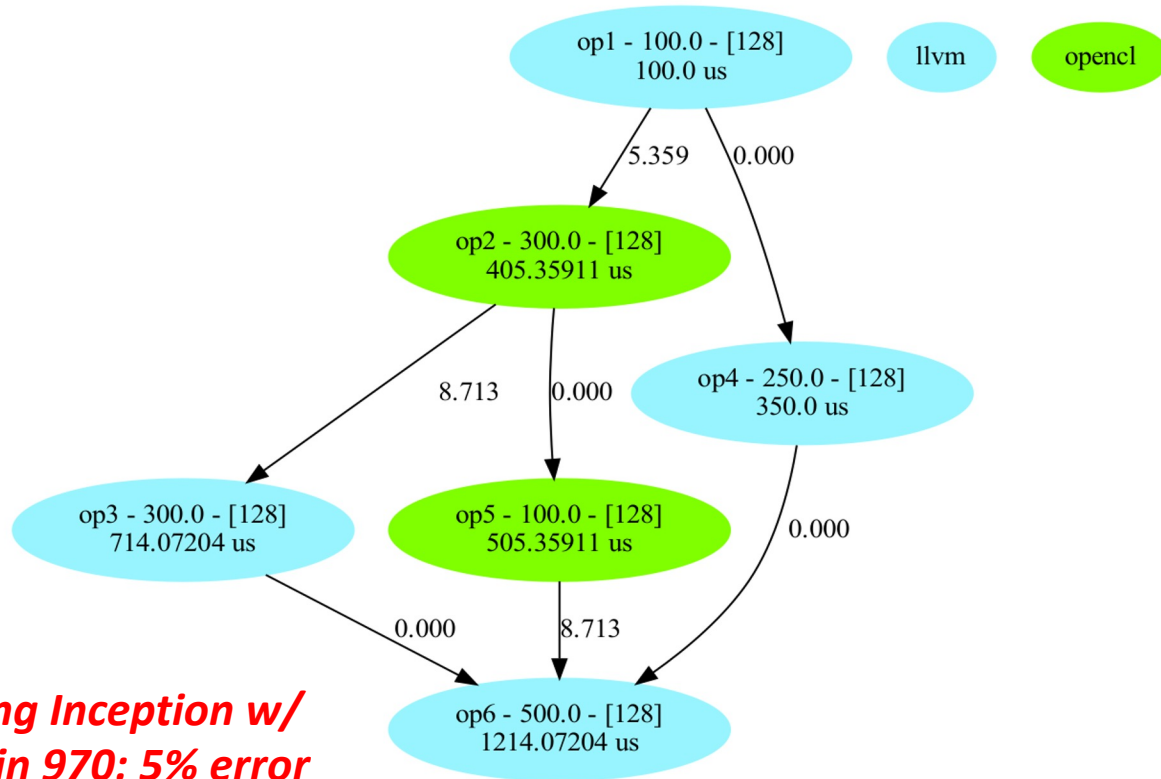 op1 - 100.0 - [128]
100.0 us
llvm
opencl
5.359
0.000
op2 - 300.0 - [128]
405.35911 us
op4 - 250.0 - [128]
350.0 us
8.713
0.000
op3 - 300.0 - [128]
714.07204 us
op5 - 100.0 - [128]
505.35911 us
0.000
0.000
8.713
op6 - 500.0 - [128]
1214.07204 us
Inception w/
970: 5% error